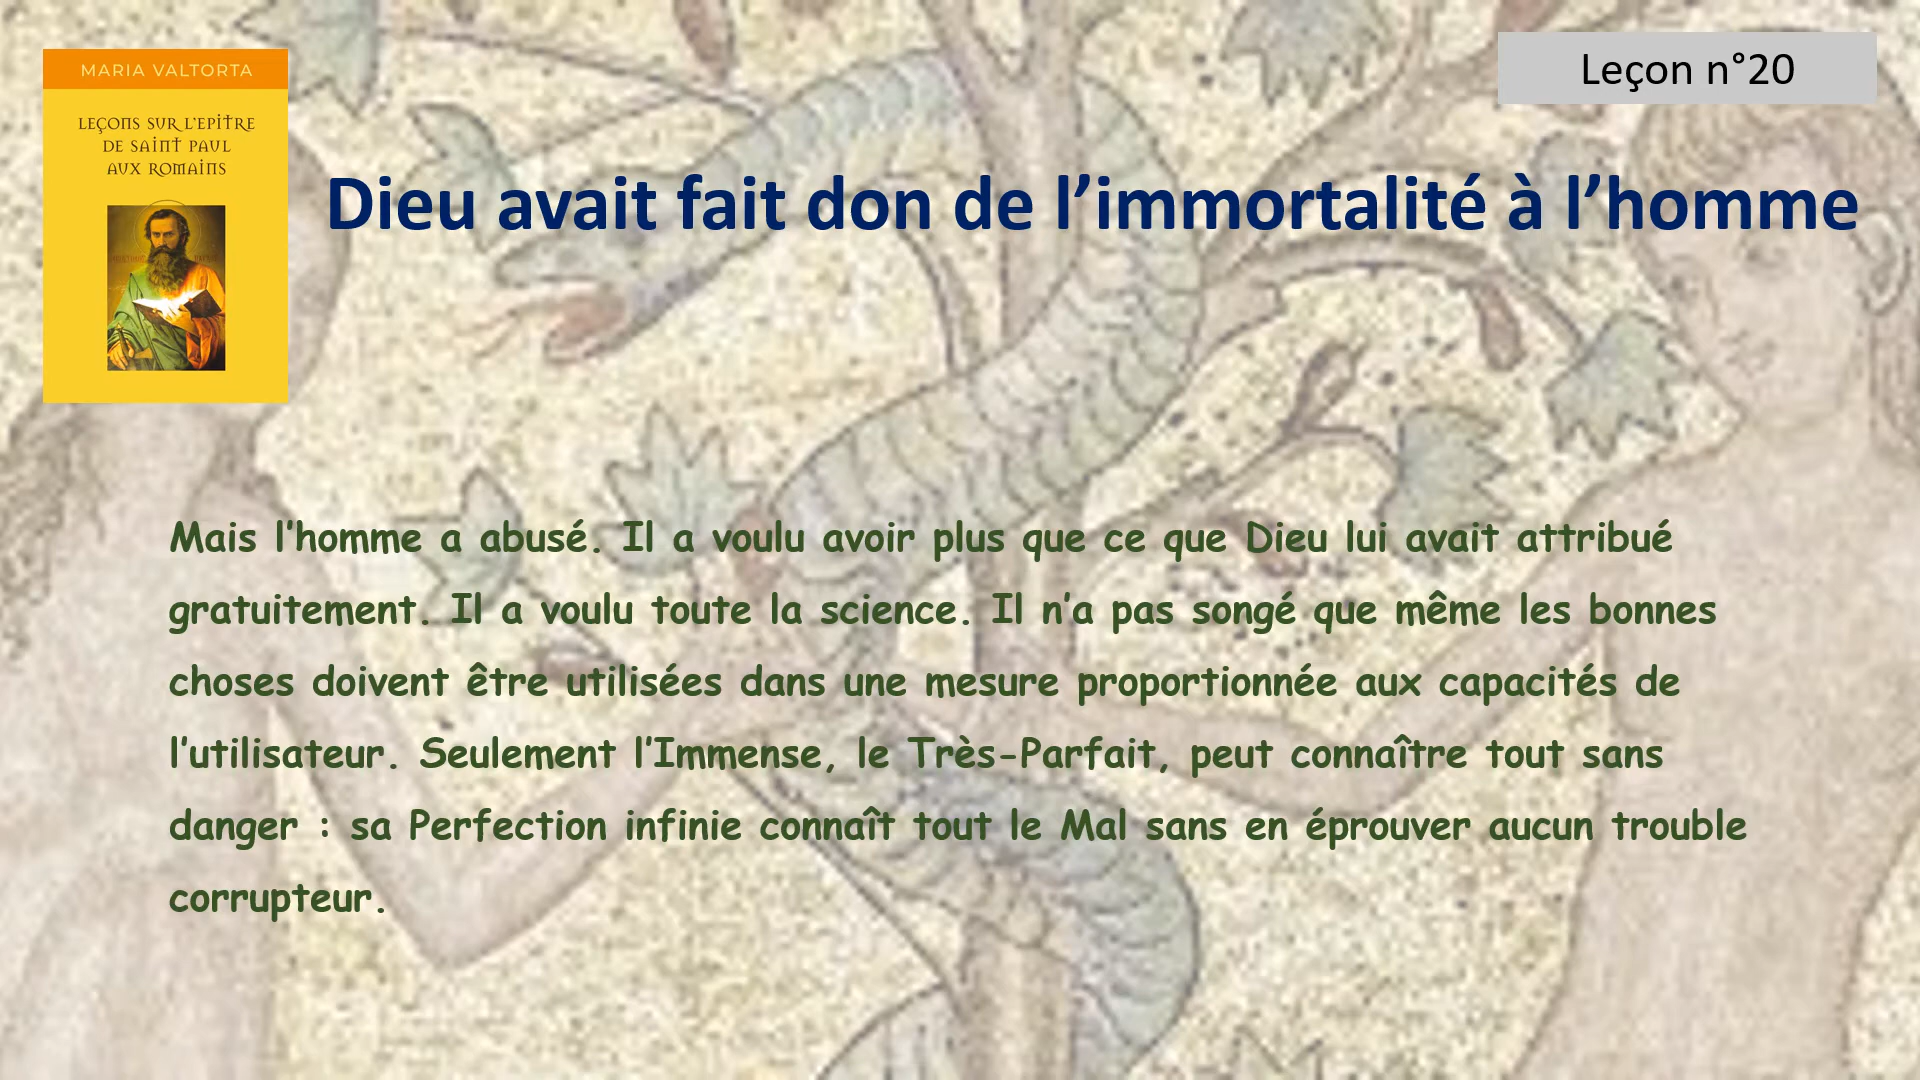 MARIA VALTORTA
LEÇONS SUR L'EPITRE
DE SAINT PAUL
AUX ROMAINS
Leçon n°20
Dieu avait fait don de l’immortalité à l’homme
Mais l’homme a abusé. Il a voulu avoir plus que ce que Dieu lui avait attribué
gratuitement. Il a voulu toute la science. Il n’a pas songé que même les bonnes
choses doivent être utilisées dans une mesure proportionnée aux capacités de
l’utilisateur. Seulement l’Immense, le Très-Parfait, peut connaître tout sans
danger : sa Perfection infinie connaît tout le Mal sans en éprouver aucun trouble
corrupteur.